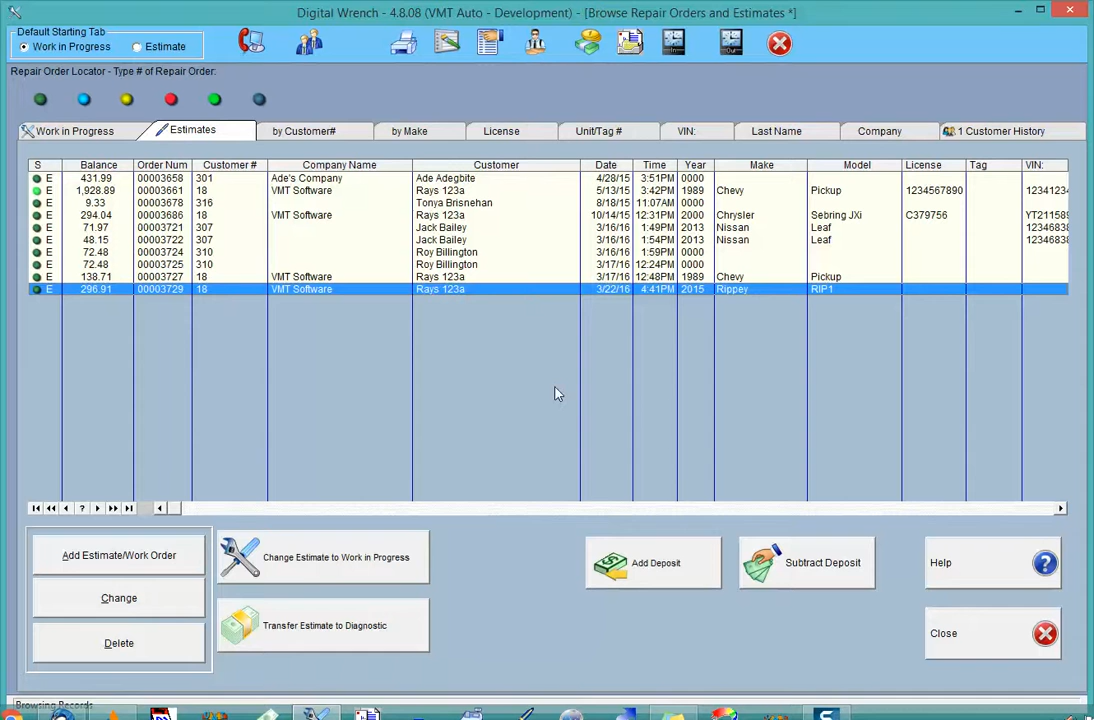 Digital Wrench - 4.8.08 (VMT Auto - Development) - [Browse Repair Orders and Estimates *]
Default Starting Tab
Work in Progress Estimate
Repair Order Locator - Type # of Repair Order:
Work in Progress Estimates by Customer# by Make License Unit/Tag # VIN: Last Name Company 1 Customer History
S Balance Order Num Customer # Company Name Customer Date Time Year Make Model License Tag VIN:
E 431.99 00003658 301 Ade's Company Ade Adegbite 4/28/15 3:51PM 0000
E 1,928.89 00003661 18 VMT Software Rays 123a 5/13/15 3:42PM 1989 Chevy Pickup 1234567890 12341234
E 9.33 00003678 316 Tonya Brisnehan 8/18/15 11:07AM 0000
E 294.04 00003686 18 VMT Software Rays 123a 10/14/15 12:31PM 2000 Chrysler Sebring JXi C379756 YT21158
E 71.97 00003721 307 Jack Bailey 3/16/16 1:49PM 2013 Nissan Leaf 1234683
E 48.15 00003722 307 Jack Bailey 3/16/16 1:54PM 2013 Nissan Leaf 1234683
E 72.48 00003724 310 Roy Billington 3/16/16 1:59PM 0000
E 72.48 00003725 310 Roy Billington 3/17/16 12:24PM 0000
E 138.71 00003727 18 VMT Software Rays 123a 3/17/16 12:48PM 1989 Chevy Pickup
E 296.91 00003729 18 VMT Software Rays 123a 3/22/16 4:41PM 2015 Rippey RIP1
Add Estimate/Work Order
Change Estimate to Work in Progress
Add Deposit
Subtract Deposit
Help
Change
Transfer Estimate to Diagnostic
Close
Delete
Browsing Records